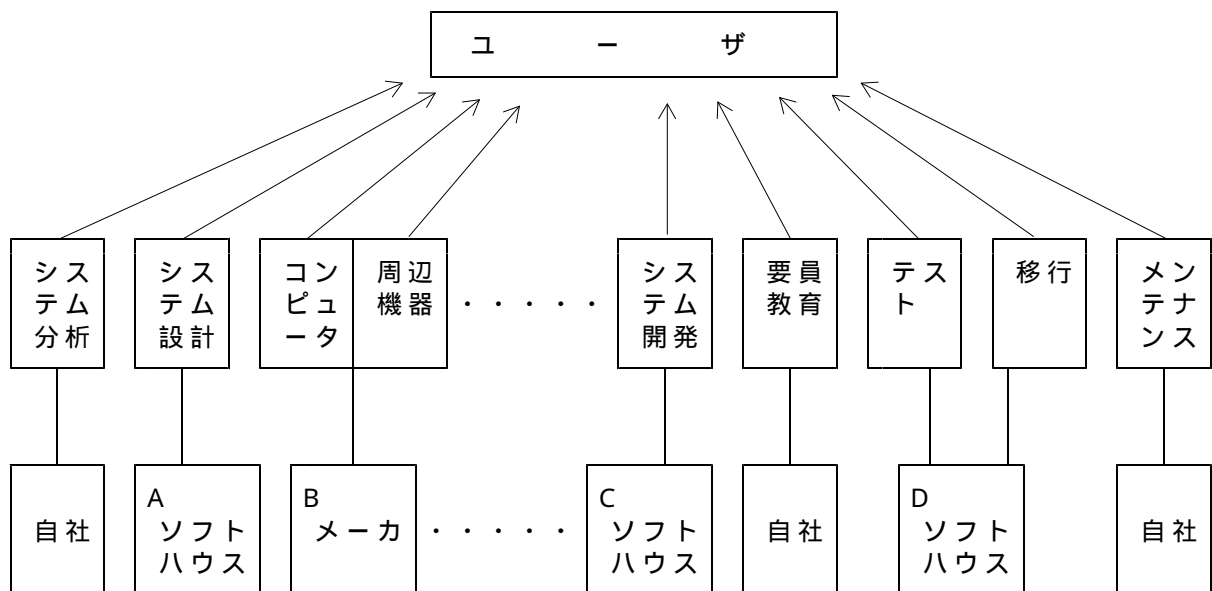 ユーザ
システム分析
システム設計
コンピュータ
周辺機器
・・・・・
システム開発
要員教育
テスト
移行
メンテナンス
自社
A
ソフトハウス
B
メーカ
・・・・・
C
ソフトハウス
自社
D
ソフトハウス
自社